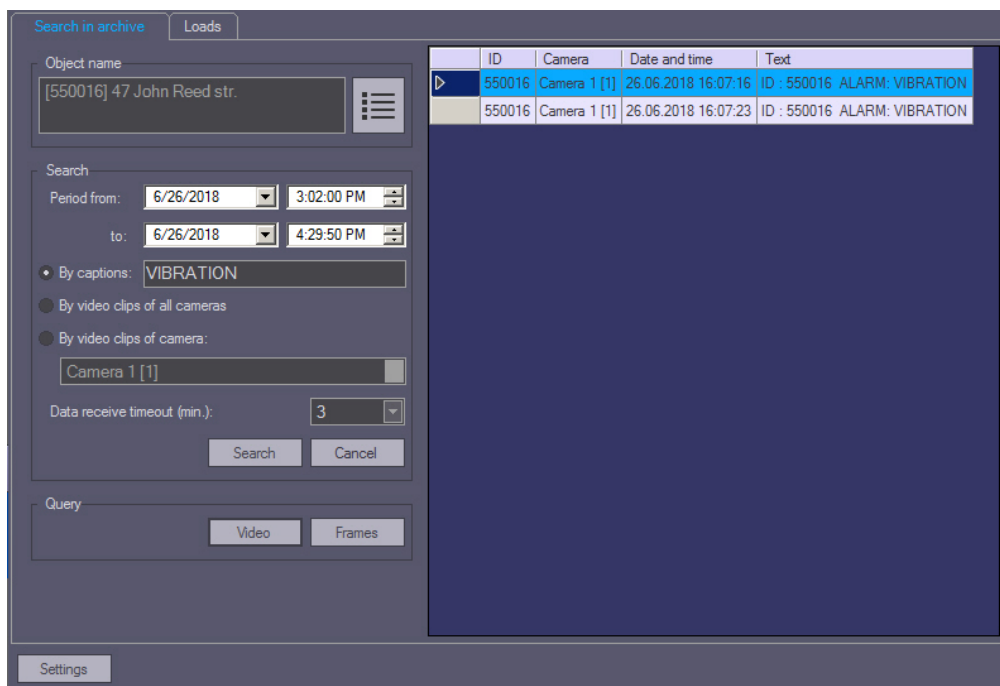 Search in archive Loads
Object name
[550016] 47 John Reed str.
Search
Period from: 6/26/2018 3:02:00 PM
to: 6/26/2018 4:29:50 PM
By captions: VIBRATION
By video clips of all cameras
By video clips of camera:
Camera 1 [1]
Data receive timeout (min.): 3
Search Cancel
Query
Video Frames
ID Camera Date and time Text
550016 Camera 1 [1] 26.06.2018 16:07:16 ID : 550016 ALARM: VIBRATION
550016 Camera 1 [1] 26.06.2018 16:07:23 ID : 550016 ALARM: VIBRATION
Settings